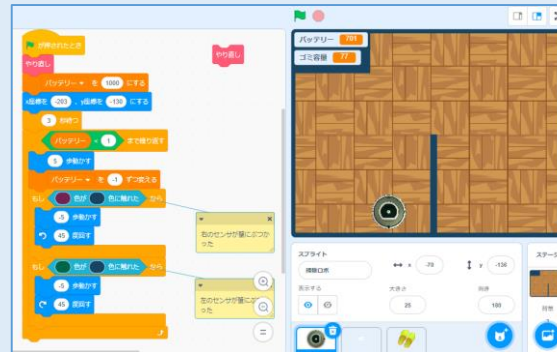 が押されたとき
やり直し
バッテリー を 1000 にする
x座標を -203 、y座標を -130 にする
3 秒待つ
バッテリー < 1 まで繰り返す
5 歩動かす
バッテリー を -1 ずつ変える
もし 色が 色に触れた なら
-5 歩動かす
45 度回す
もし 色が 色に触れた なら
-5 歩動かす
45 度回す
やり直し
右のセンサが壁にぶつか
った
左のセンサが壁に
った
バッテリー 701
ゴミ容量 77
スプライト
掃除ロボ
x -70
y -136
表示する
大きさ
25
向き
100
ステージ
背景